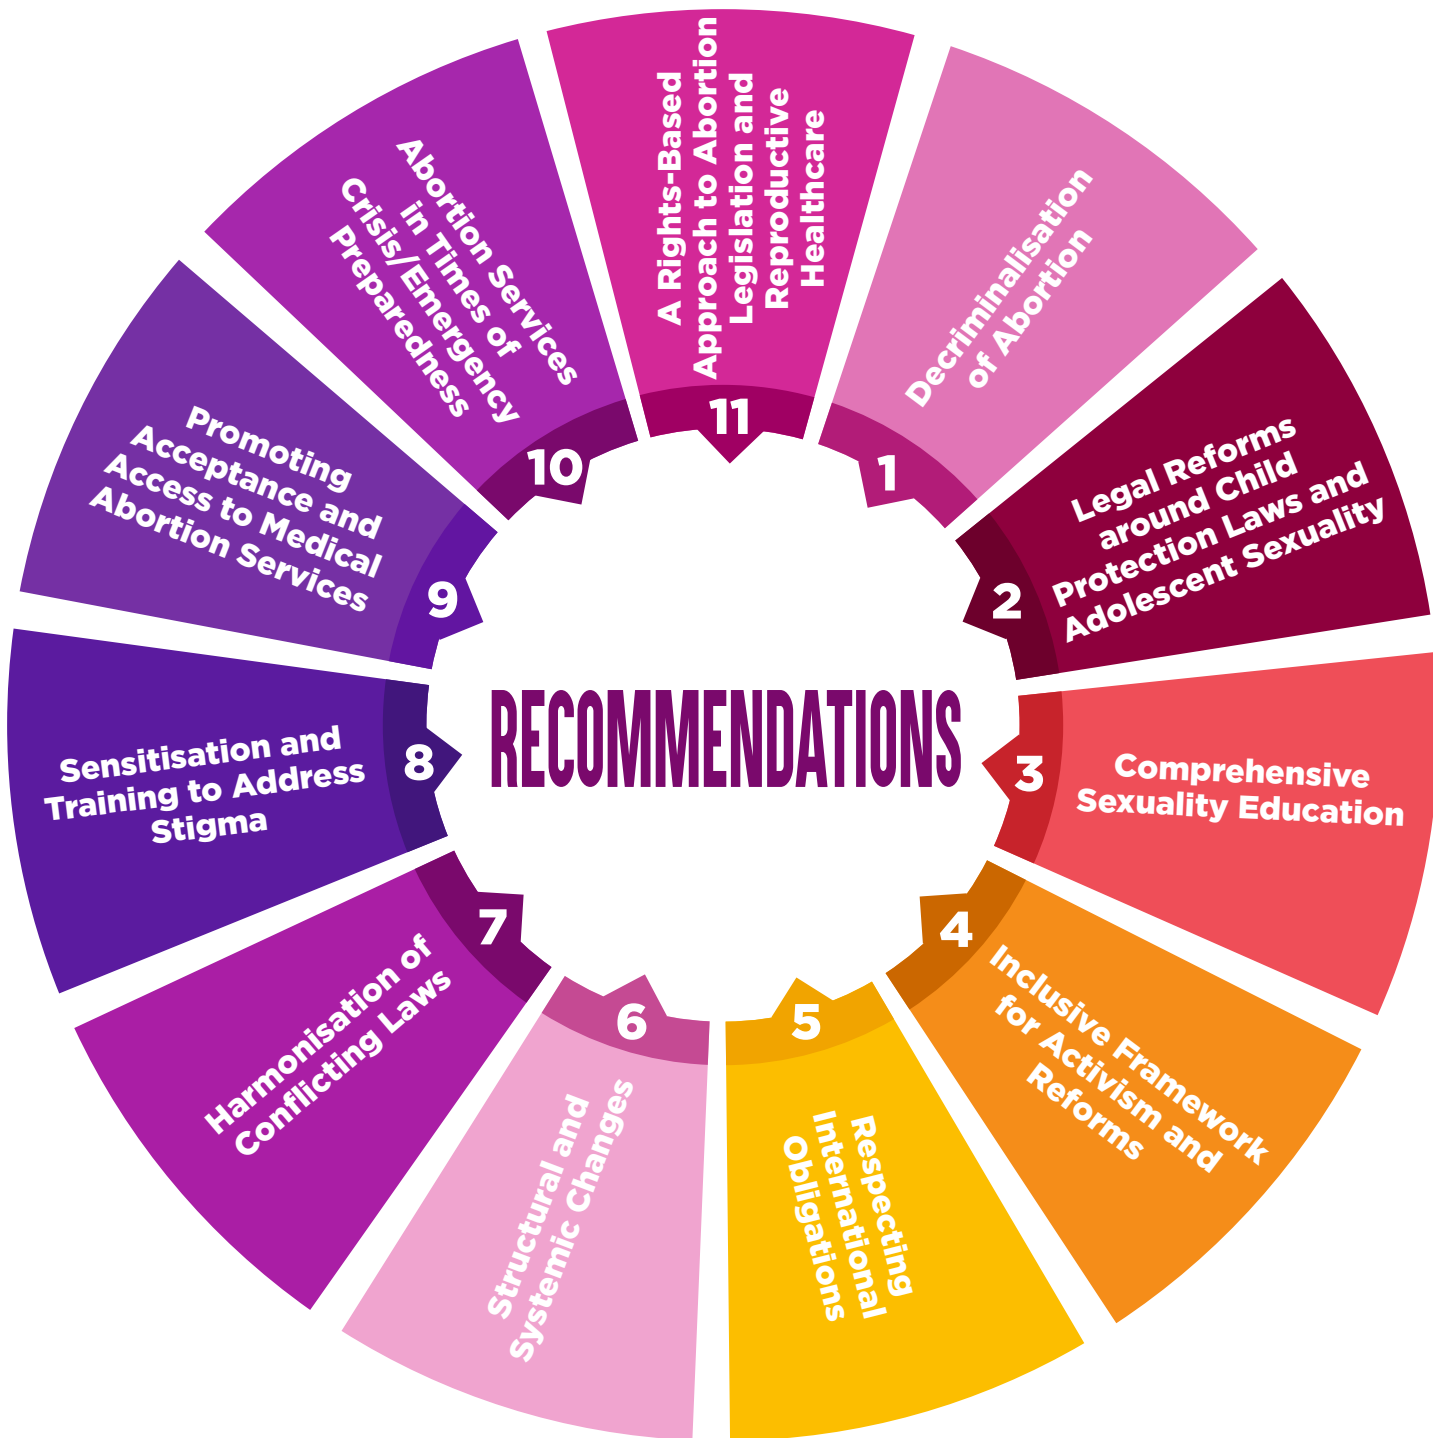 RECOMMENDATIONS
1
Decriminalisation
of Abortion
2
Legal Reforms
around Child
Protection Laws and
Adolescent Sexuality
3
Comprehensive
Sexuality Education
4
Inclusive Framework
for Activism and
Reforms
5
Respecting
International
Obligations
6
Structural and
Systemic Changes
7
Harmonisation of
Conflicting Laws
8
Sensitisation and
Training to Address
Stigma
9
Promoting
Acceptance and
Access to Medical
Abortion Services
10
Abortion Services
in Times of
Crisis/Emergency
Preparedness
11
A Rights-Based
Approach to Abortion
Legislation and
Reproductive
Healthcare